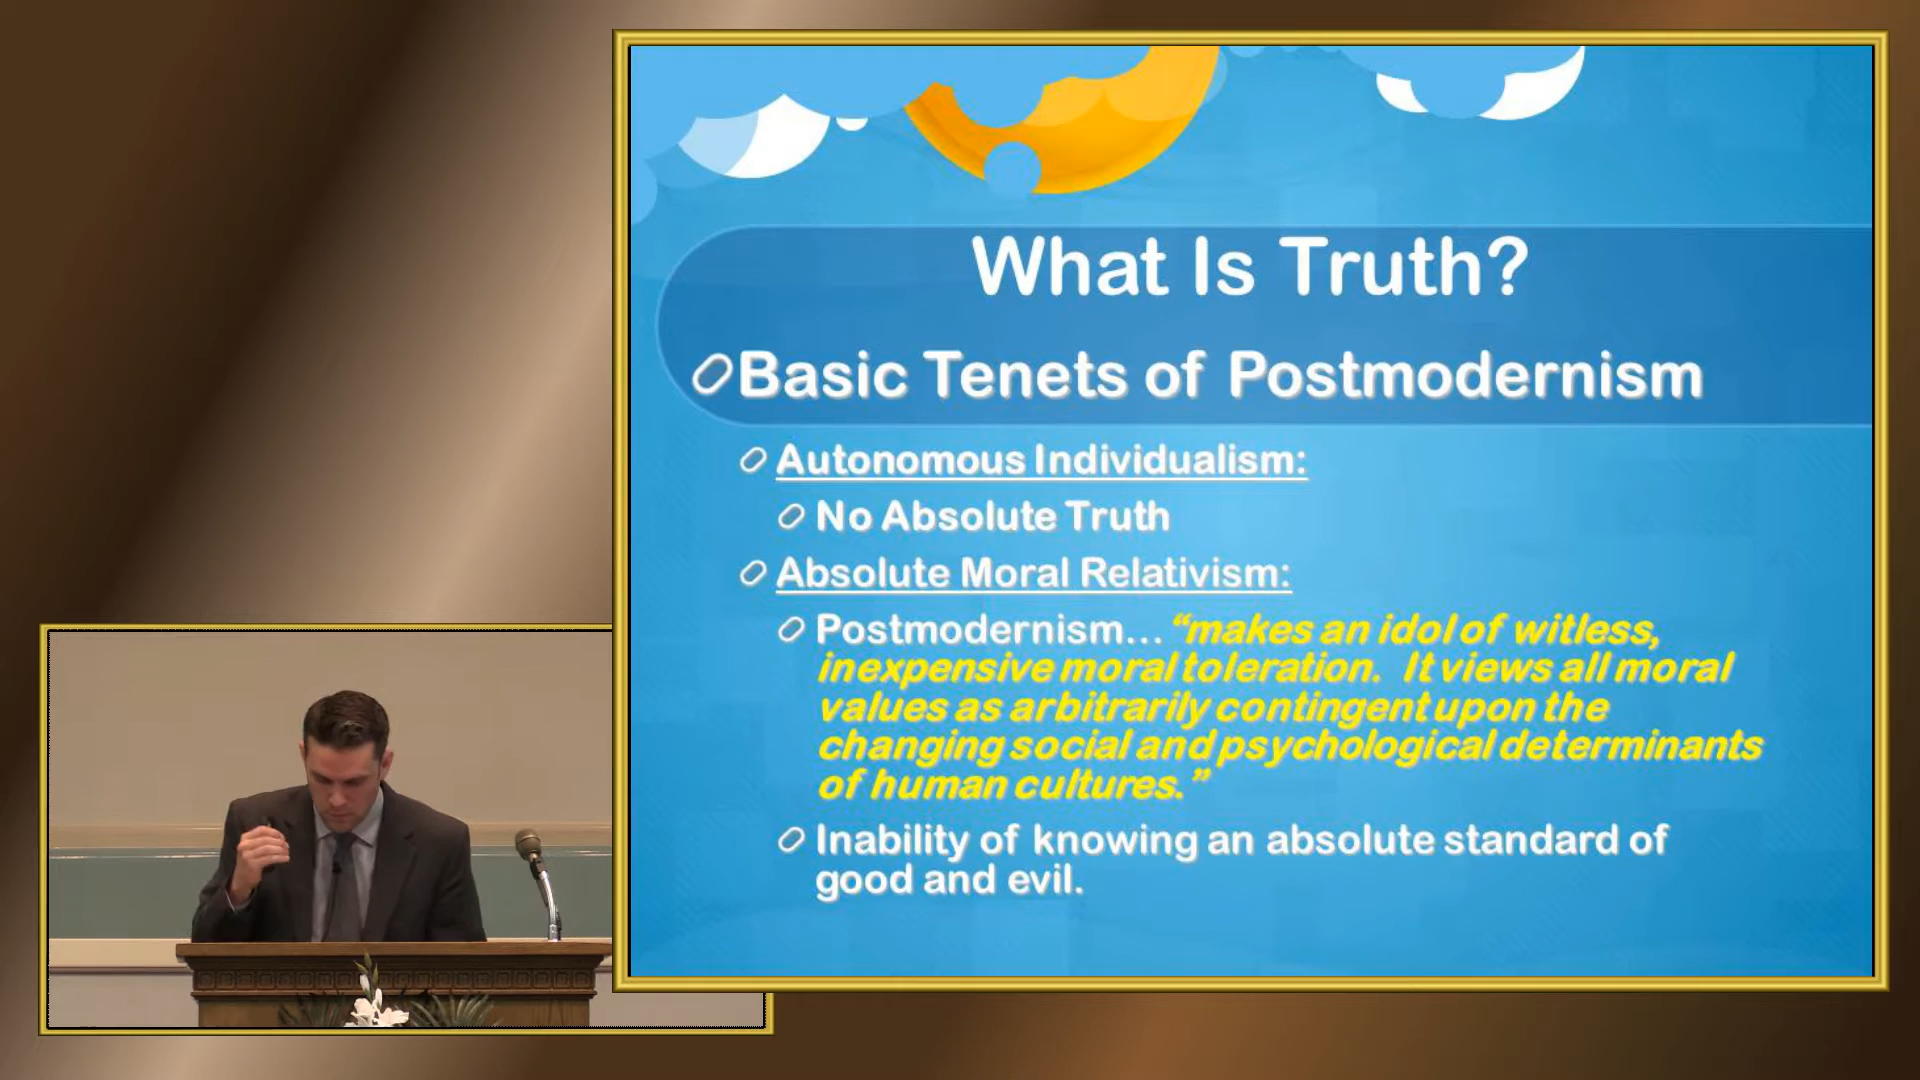 What Is Truth?
Basic Tenets of Postmodernism
Autonomous Individualism:
No Absolute Truth
Absolute Moral Relativism:
Postmodernism... “makes an idol of witless,
inexpensive moral toleration. It views all moral
values as arbitrarily contingent upon the
changing social and psychological determinants
of human cultures.”
Inability of knowing an absolute standard of
good and evil.